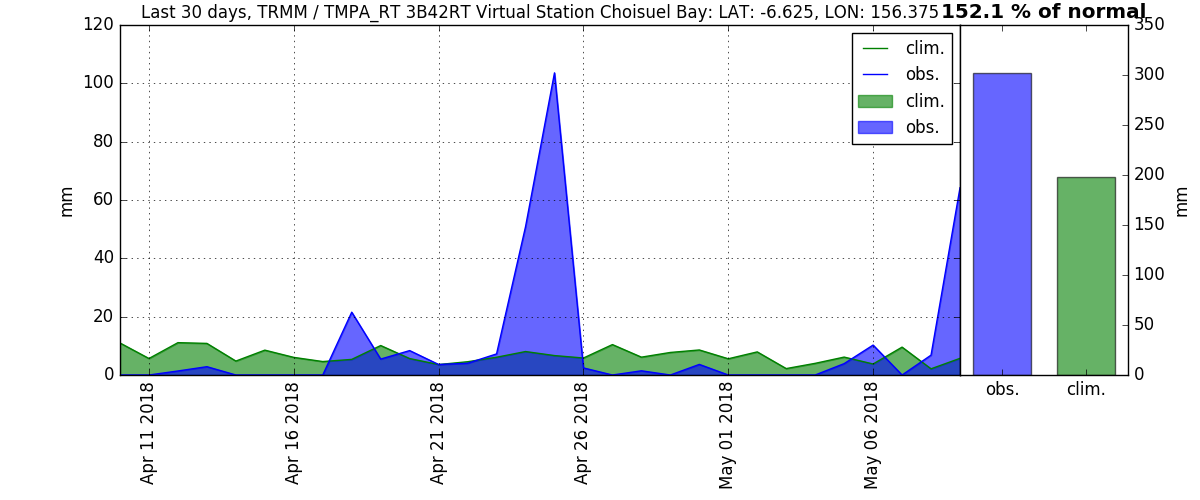 Last 30 days, TRMM / TMPA_RT 3B42RT Virtual Station Choisuel Bay: LAT: -6.625, LON: 156.375
152.1 % of normal
120
100
80
60
40
20
0
mm
clim.
obs.
clim.
obs.
350
300
250
200
150
100
50
0
mm
Apr 11 2018
Apr 16 2018
Apr 21 2018
Apr 26 2018
May 01 2018
May 06 2018
obs.
clim.